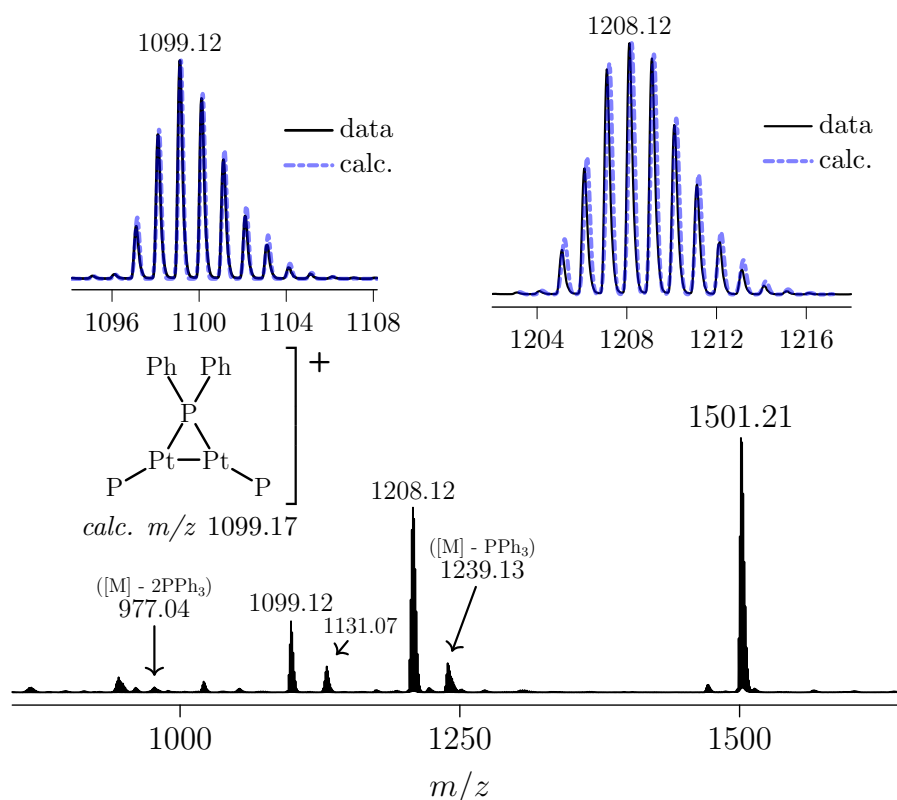 1099.12
data
calc.
1096 1100 1104 1108
1208.12
data
calc.
1204 1208 1212 1216
Ph Ph
P
Pt Pt
P P
+
calc. m/z 1099.17
1501.21
1208.12
([M] - PPh₃)
1239.13
([M] - 2PPh₃)
977.04
1099.12
1131.07
1000 1250 1500
m/z